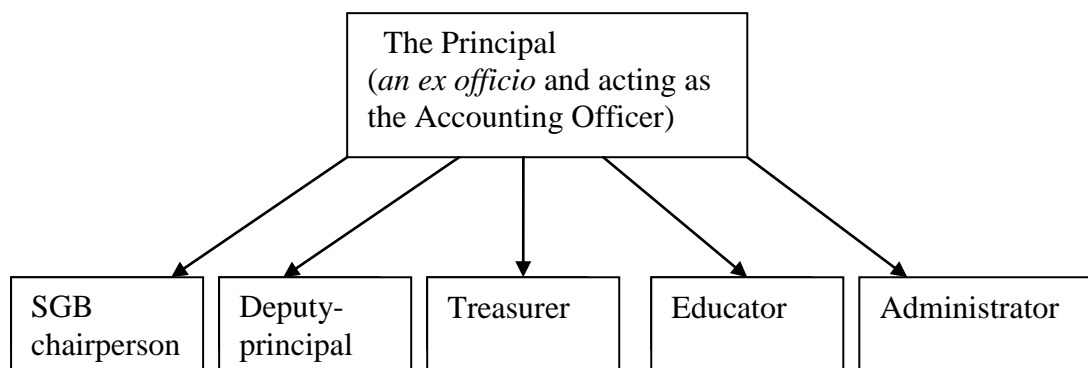 The Principal
(an ex officio and acting as
the Accounting Officer)
SGB
chairperson
Deputy-
principal
Treasurer
Educator
Administrator